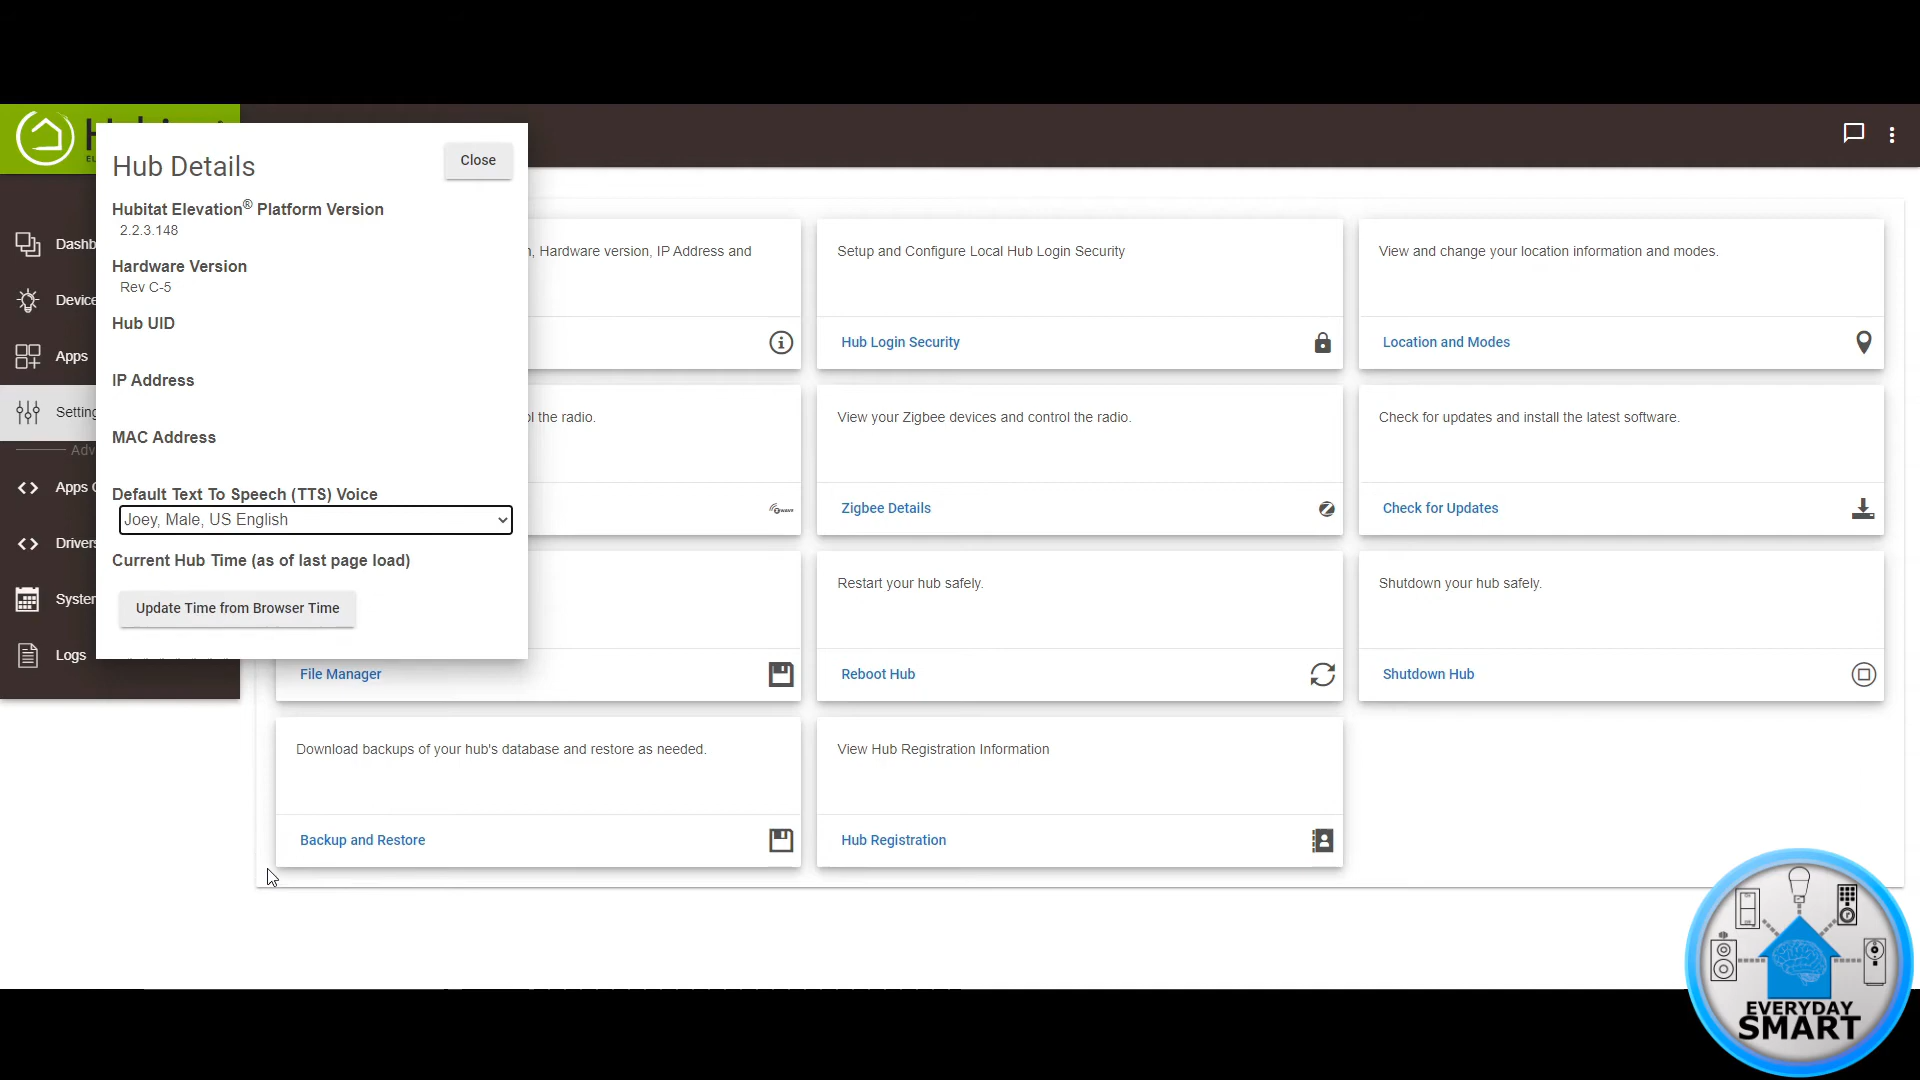 Hub Details
Close
Hubitat Elevation® Platform Version
2.2.3.148
Hardware Version
Rev C-5
Hub UID
IP Address
MAC Address
Default Text To Speech (TTS) Voice
Joey, Male, US English
Current Hub Time (as of last page load)
Update Time from Browser Time
Apps
Apps
Logs
Adv
, Hardware version, IP Address and
Setup and Configure Local Hub Login Security
Hub Login Security
View and change your location information and modes.
Location and Modes
the radio.
View your Zigbee devices and control the radio.
Zigbee Details
Check for updates and install the latest software.
Check for Updates
File Manager
Restart your hub safely.
Reboot Hub
Shutdown your hub safely.
Shutdown Hub
Download backups of your hub's database and restore as needed.
Backup and Restore
View Hub Registration Information
Hub Registration
EVERYDAY
SMART